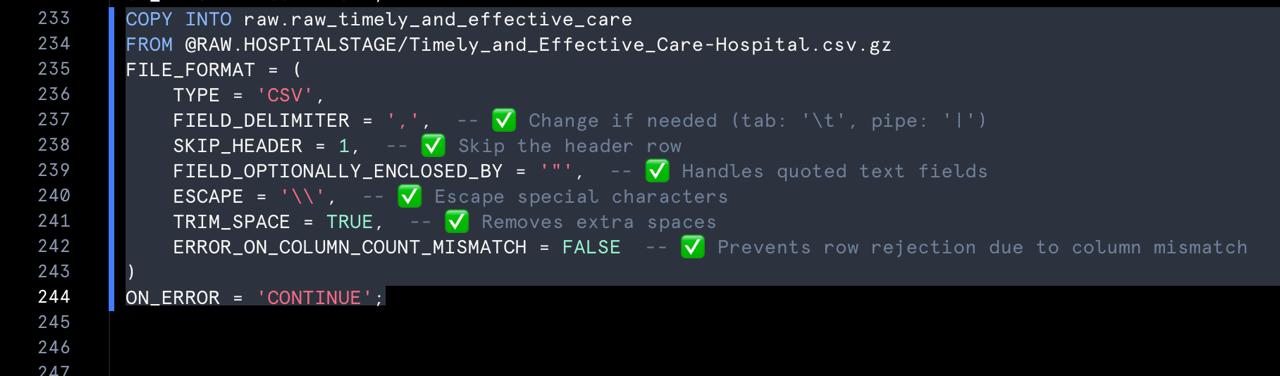 233 COPY INTO raw.raw_timely_and_effective_care
234 FROM @RAW.HOSPITALSTAGE/Timely_and_Effective_Care-Hospital.csv.gz
235 FILE_FORMAT = (
236 TYPE = 'CSV',
237 FIELD_DELIMITER = ',', -- ✅ Change if needed (tab: '\t', pipe: '|')
238 SKIP_HEADER = 1, -- ✅ Skip the header row
239 FIELD_OPTIONALLY_ENCLOSED_BY = '"', -- ✅ Handles quoted text fields
240 ESCAPE = '\\', -- ✅ Escape special characters
241 TRIM_SPACE = TRUE, -- ✅ Removes extra spaces
242 ERROR_ON_COLUMN_COUNT_MISMATCH = FALSE -- ✅ Prevents row rejection due to column mismatch
243 )
244 ON_ERROR = 'CONTINUE';
245
246
247